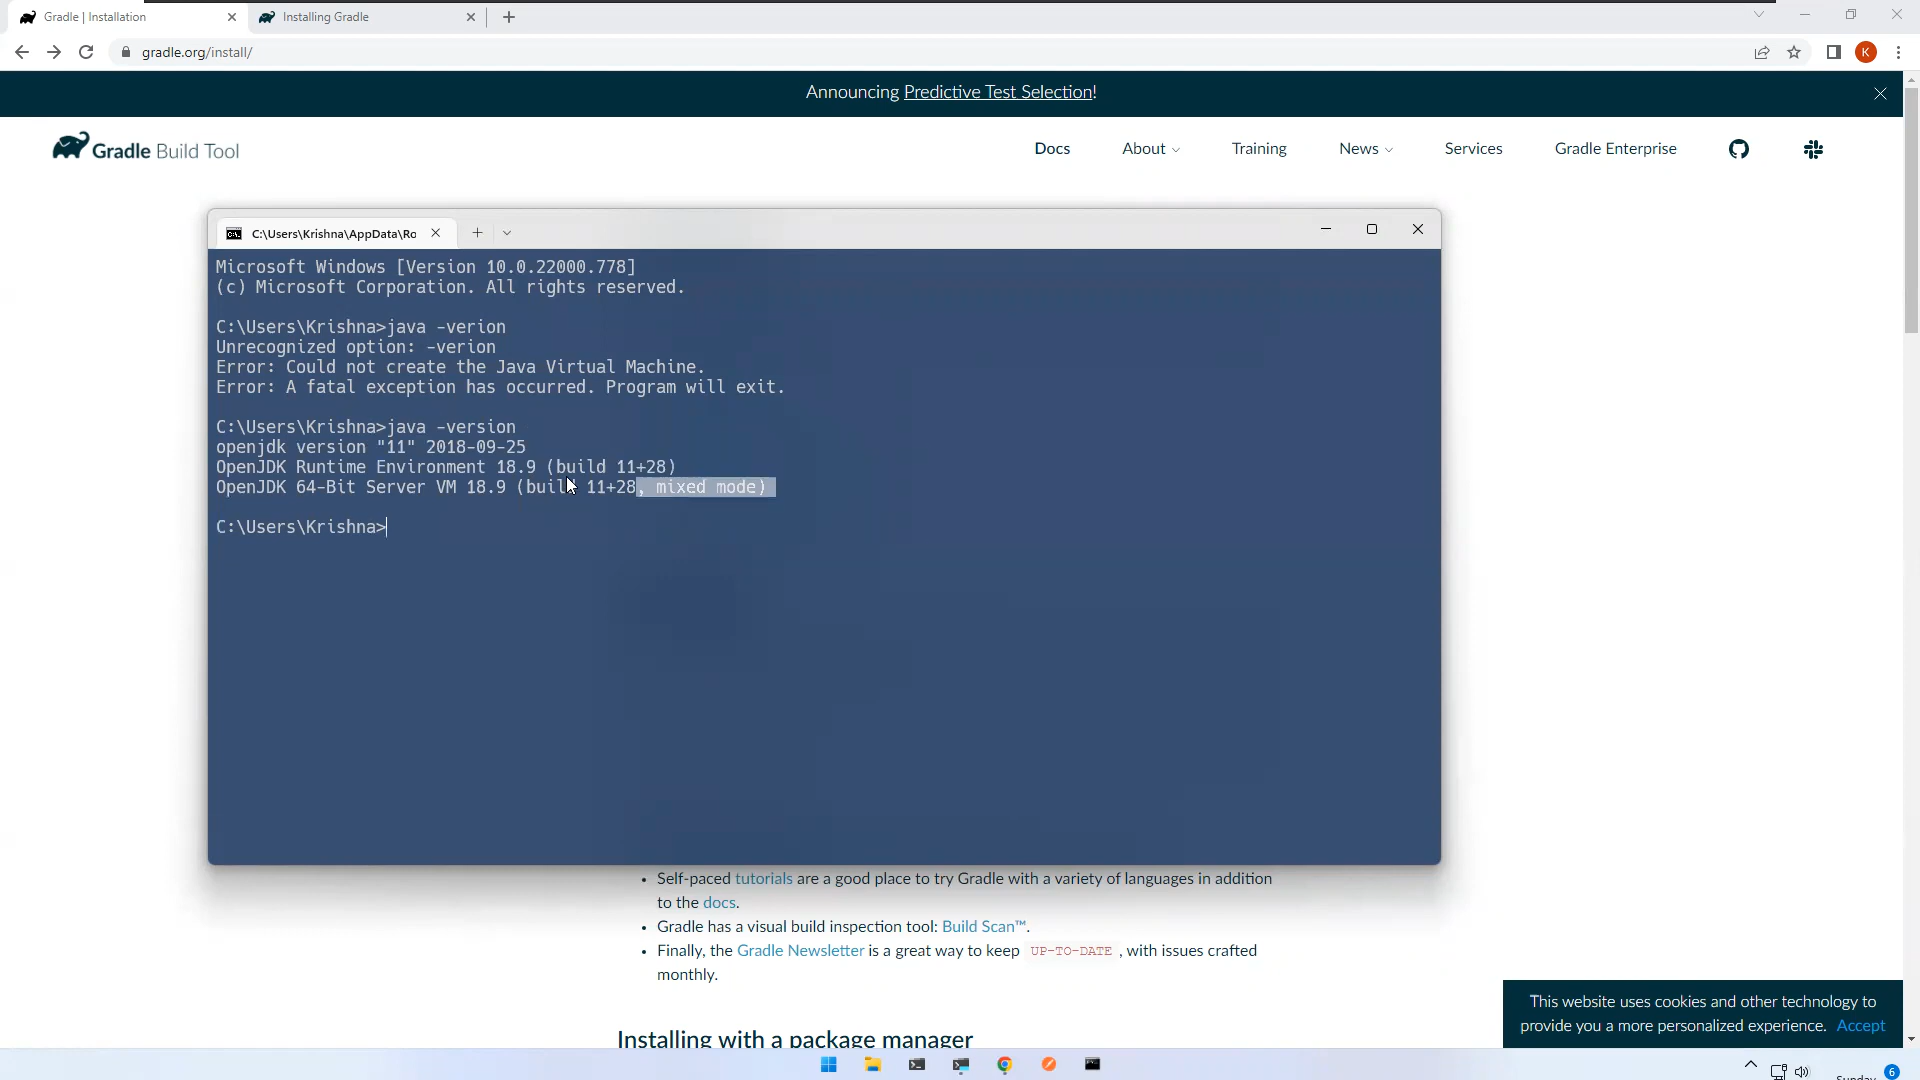 Gradle | Installation
Installing Gradle
gradle.org/install/
K
Announcing Predictive Test Selection!
Gradle Build Tool
Docs
About
Training
News
Services
Gradle Enterprise
C:\Users\Krishna\AppData\Ro
Microsoft Windows [Version 10.0.22000.778]
(c) Microsoft Corporation. All rights reserved.
C:\Users\Krishna>java -verion
Unrecognized option: -verion
Error: Could not create the Java Virtual Machine.
Error: A fatal exception has occurred. Program will exit.
C:\Users\Krishna>java -version
openjdk version "11" 2018-09-25
OpenJDK Runtime Environment 18.9 (build 11+28)
OpenJDK 64-Bit Server VM 18.9 (build 11+28, mixed mode)
C:\Users\Krishna>
• Self-paced tutorials are a good place to try Gradle with a variety of languages in addition
to the docs.
• Gradle has a visual build inspection tool: Build Scan™.
• Finally, the Gradle Newsletter is a great way to keep UP-TO-DATE , with issues crafted
monthly.
Installing with a package manager
This website uses cookies and other technology to
provide you a more personalized experience. Accept
Sunday
6